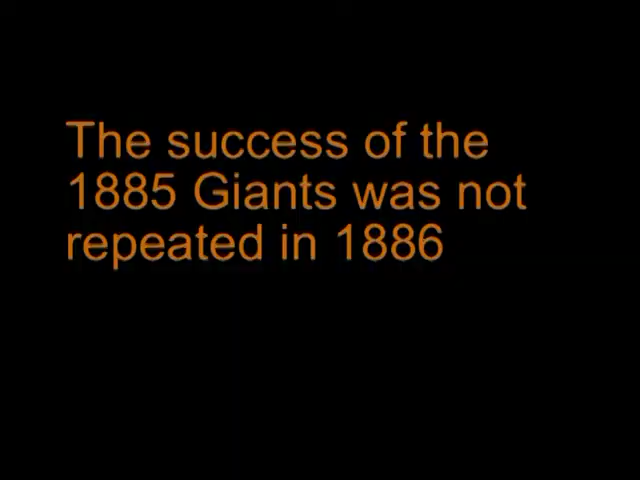 The success of the
1885 Giants was not
repeated in 1886